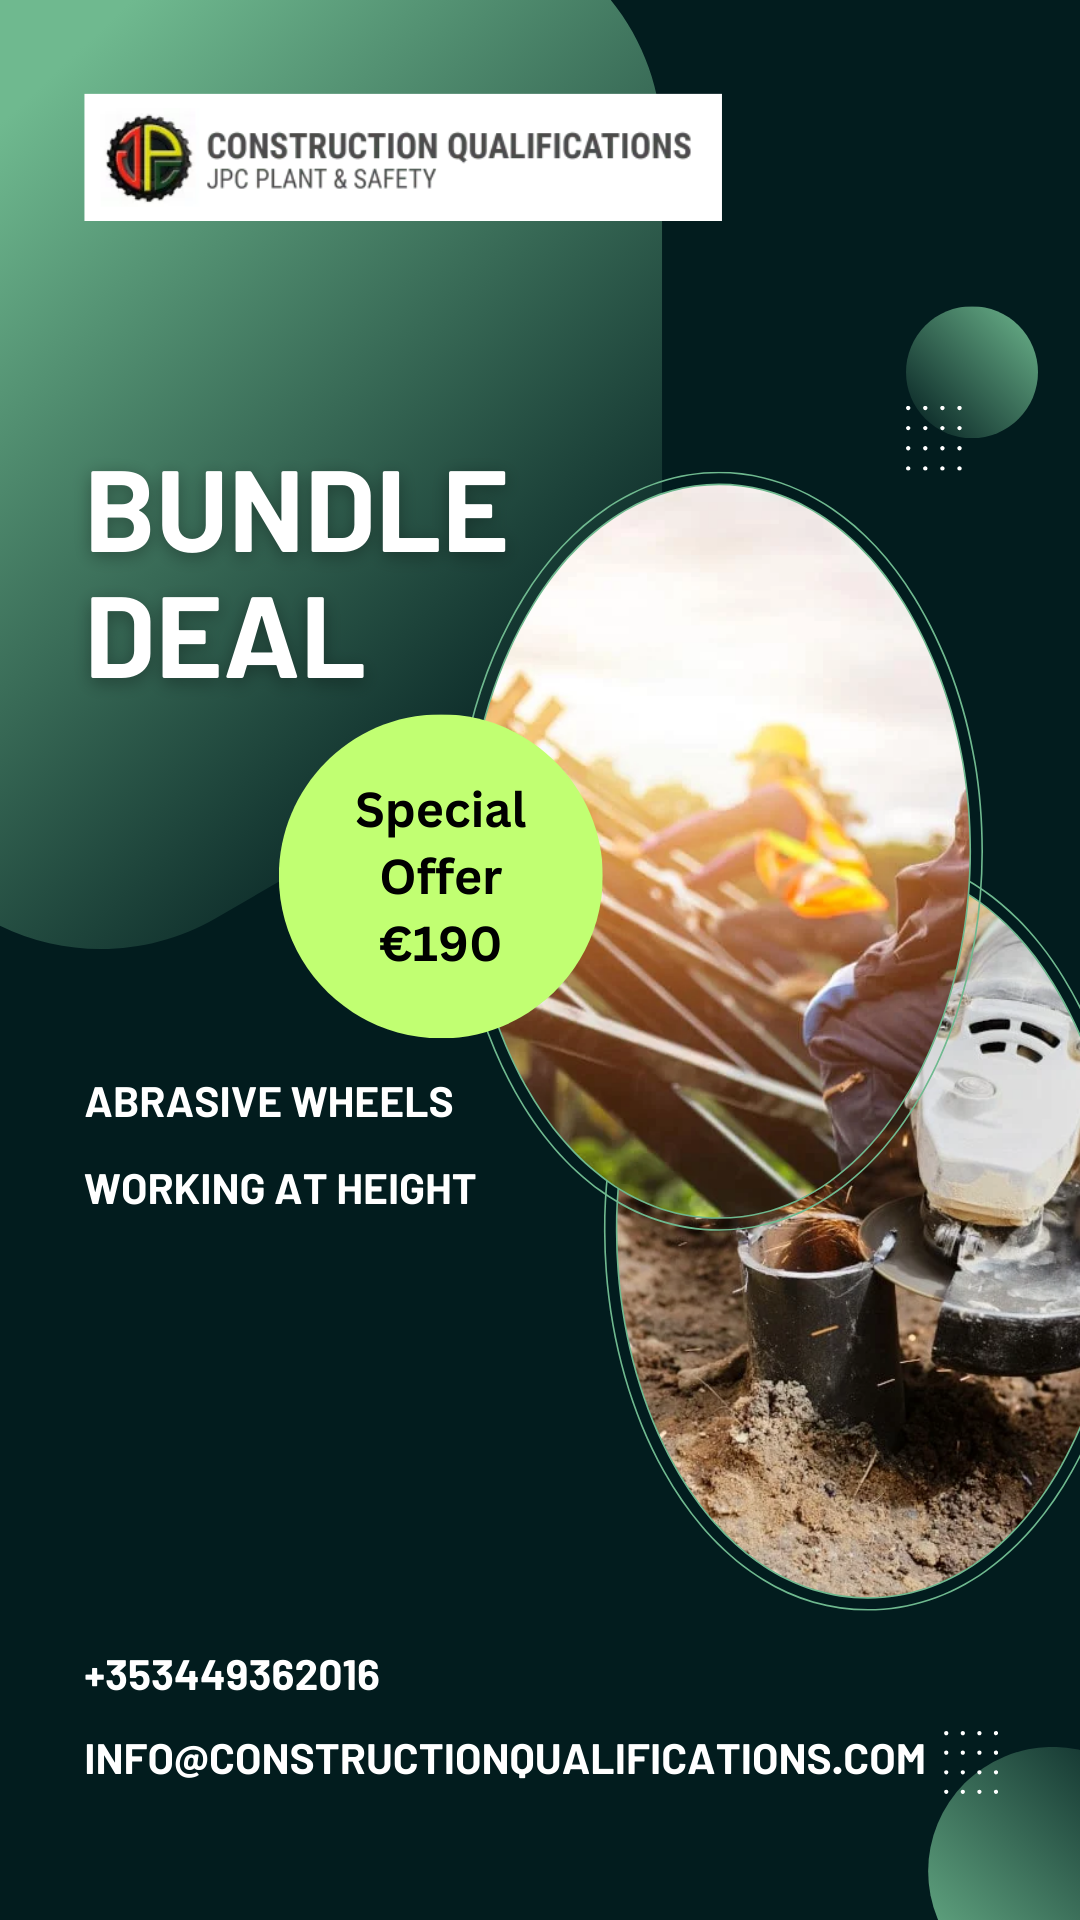 JPC
CONSTRUCTION QUALIFICATIONS
JPC PLANT & SAFETY
BUNDLE
DEAL
Special
Offer
€190
ABRASIVE WHEELS
WORKING AT HEIGHT
+353449362016
INFO@CONSTRUCTIONQUALIFICATIONS.COM